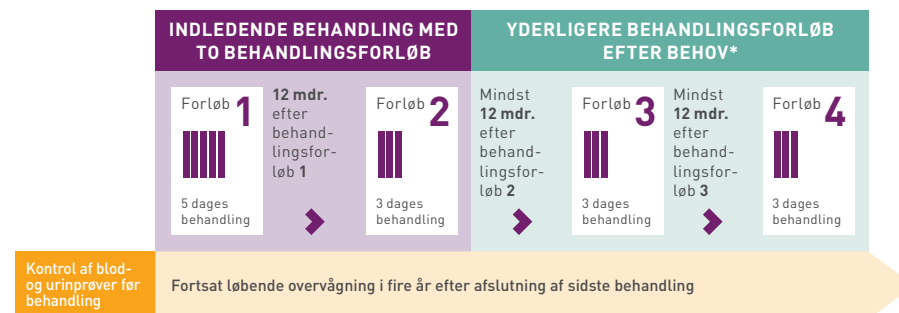 INDLEDENDE BEHANDLING MED
TO BEHANDLINGSFORLØB
YDERLIGERE BEHANDLINGSFORLØB
EFTER BEHOV*
Forløb 1
5 dages
behandling
12 mdr.
efter
behand-
lingsfor-
løb 1
Forløb 2
3 dages
behandling
Mindst
12 mdr.
efter
behand-
lingsfor-
løb 2
Forløb 3
3 dages
behandling
Mindst
12 mdr.
efter
behand-
lingsfor-
løb 3
Forløb 4
3 dages
behandling
Kontrol af blod-
og urinprøver før
behandling
Fortsat løbende overvågning i fire år efter afslutning af sidste behandling